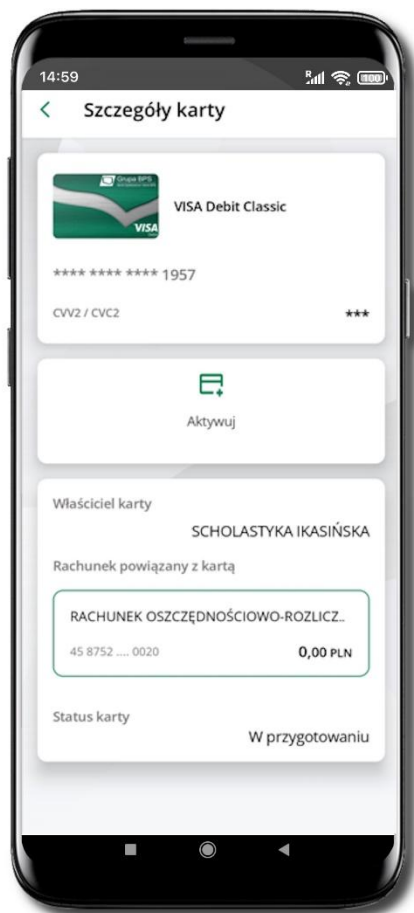 14:59
R
100
Szczegóły karty
Grupa BPS
VISA
VISA Debit Classic
**** **** **** 1957
CVV2 / CVC2
***
Aktywuj
Właściciel karty
SCHOLASTYKA IKASIŃSKA
Rachunek powiązany z kartą
RACHUNEK OSZCZĘDNOŚCIOWO-ROZLICZ..
45 8752 .... 0020
0,00 PLN
Status karty
W przygotowaniu